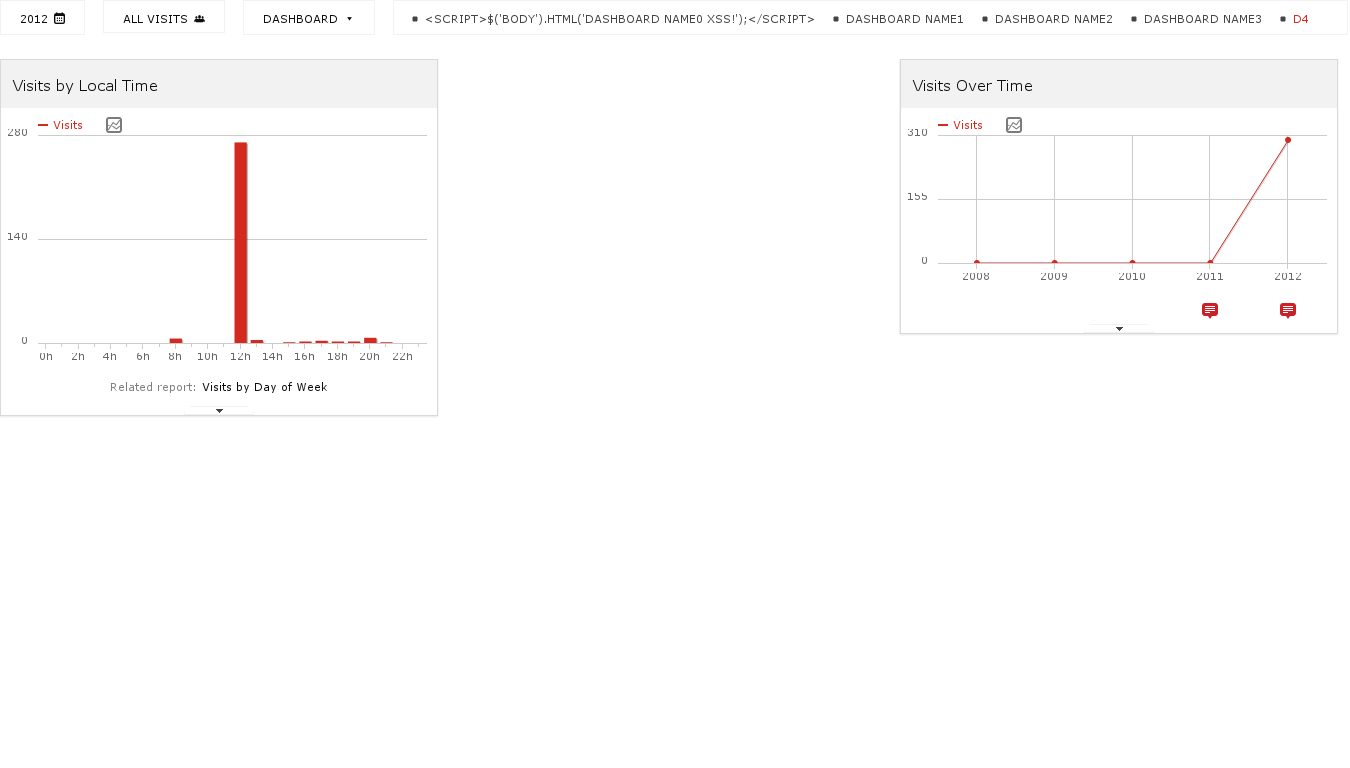 2012
ALL VISITS
DASHBOARD
<SCRIPT>$('BODY').HTML('DASHBOARD NAME0 XSS!');</SCRIPT>
DASHBOARD NAME1
DASHBOARD NAME2
DASHBOARD NAME3
D4
Visits by Local Time
Visits
280
140
0
0h 2h 4h 6h 8h 10h 12h 14h 16h 18h 20h 22h
Related report: Visits by Day of Week
Visits Over Time
Visits
310
155
0
2008 2009 2010 2011 2012